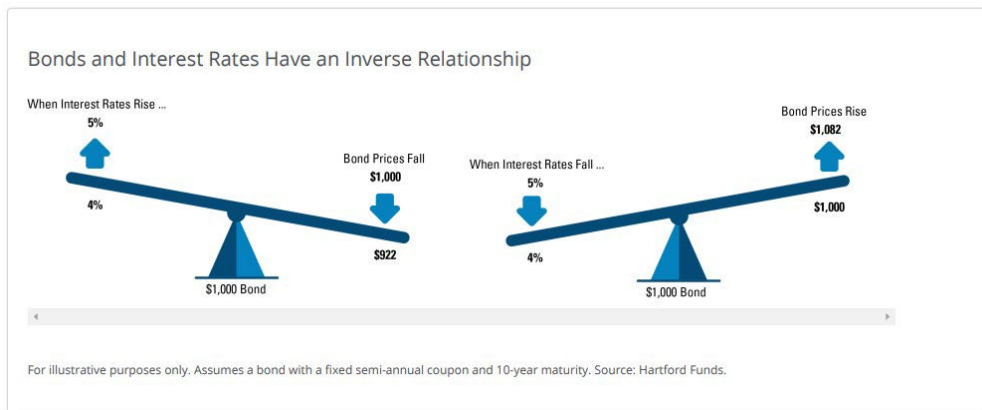 Bonds and Interest Rates Have an Inverse Relationship
When Interest Rates Rise ...
5%
4%
Bond Prices Fall
$1,000
$922
$1,000 Bond
When Interest Rates Fall ...
5%
4%
Bond Prices Rise
$1,082
$1,000
$1,000 Bond
For illustrative purposes only. Assumes a bond with a fixed semi-annual coupon and 10-year maturity. Source: Hartford Funds.